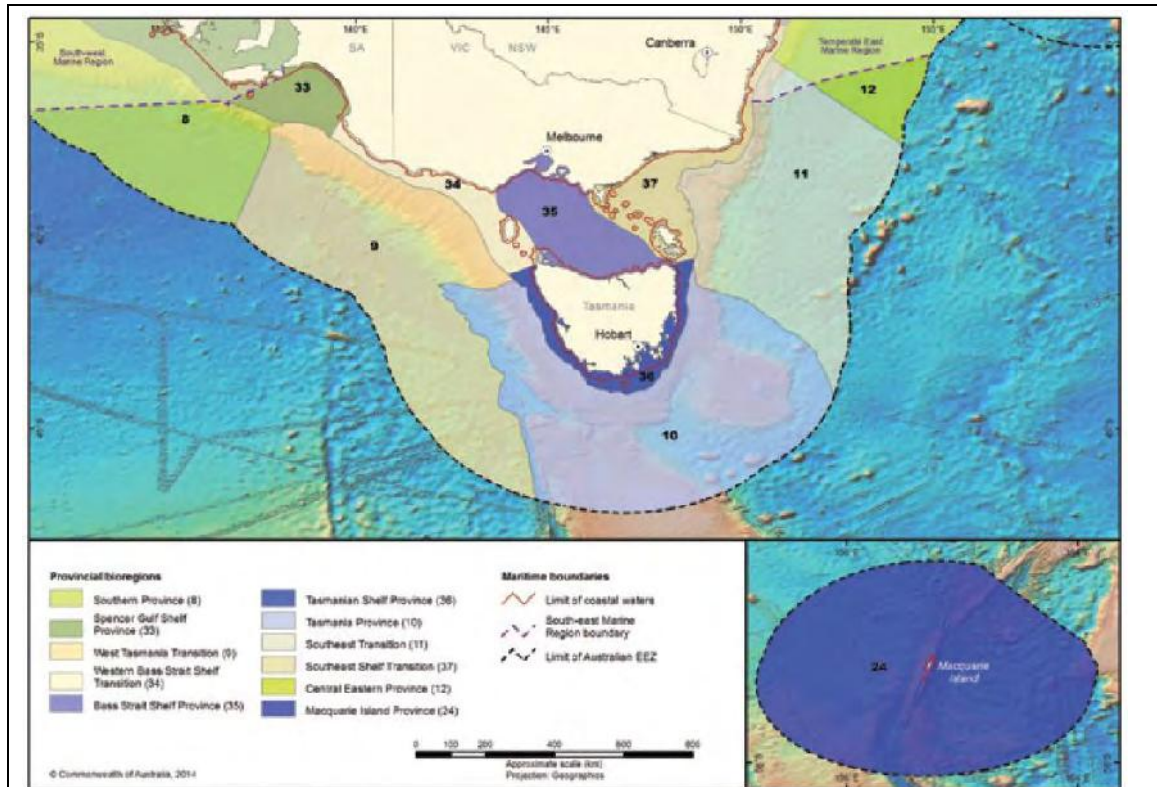 140°E
150°E
SA
VIC
NSW
Canberra
South-west
Marine Region
Temperate East
Marine Region
33
12
8
Melbourne
34
37
11
35
9
Tasmania
Hobart
36
10
Provincial bioregions
Southern Province (8)
Spencer Gulf Shelf
Province (33)
West Tasmania Transition (9)
Western Bass Strait Shelf
Transition (34)
Bass Strait Shelf Province (35)
Tasmanian Shelf Province (36)
Tasmania Province (10)
Southeast Transition (11)
Southeast Shelf Transition (37)
Central Eastern Province (12)
Macquarie Island Province (24)
Maritime boundaries
Limit of coastal waters
South-east Marine
Region boundary
Limit of Australian EEZ
0 100 200 400 600 800
Approximate scale (km)
Projection: Geographics
© Commonwealth of Australia, 2014
24
Macquarie
Island